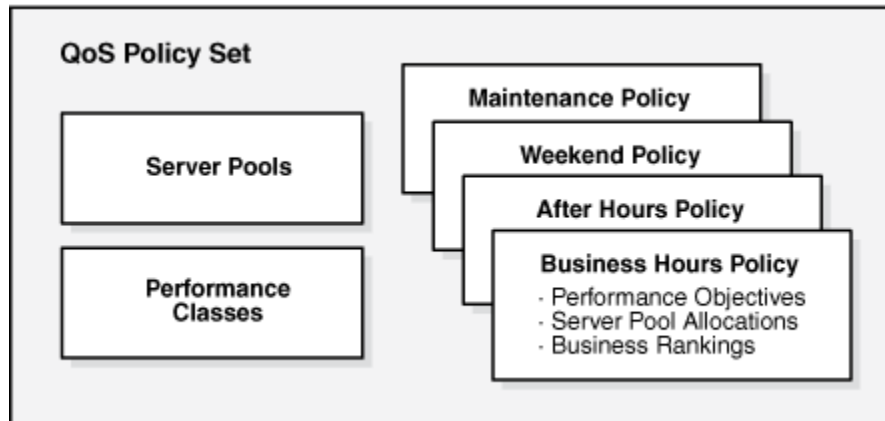 QoS Policy Set
Server Pools
Performance
Classes
Maintenance Policy
Weekend Policy
After Hours Policy
Business Hours Policy
· Performance Objectives
· Server Pool Allocations
· Business Rankings